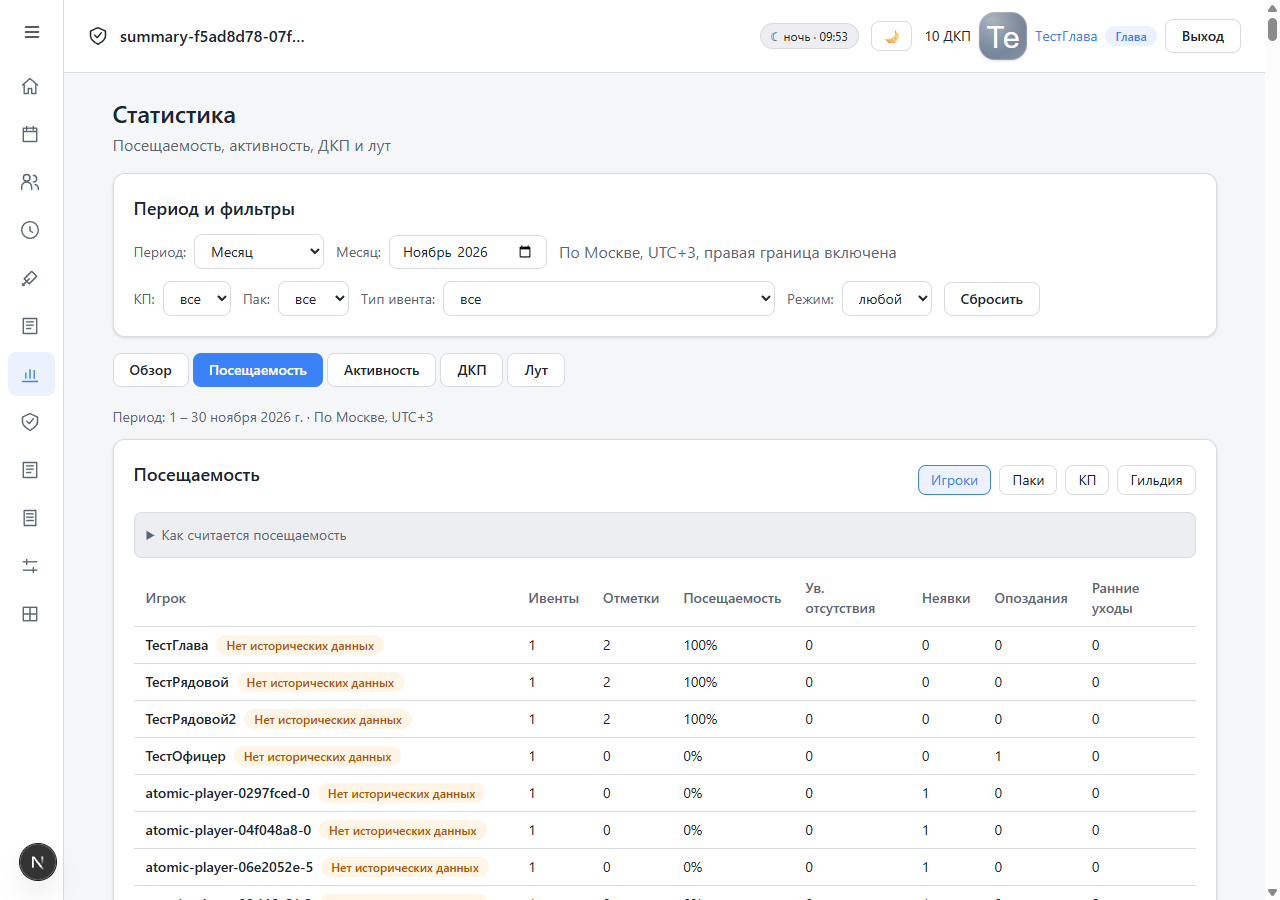 summary-f5ad8d78-07f...
☾ ночь · 09:53
🌙
10 ДКП
Te
ТестГлава
Глава
Выход
Статистика
Посещаемость, активность, ДКП и лут
Период и фильтры
Период: Месяц Месяц: Ноябрь 2026 По Москве, UTC+3, правая граница включена
КП: все Пак: все Тип ивента: все Режим: любой Сбросить
Обзор Посещаемость Активность ДКП Лут
Период: 1 – 30 ноября 2026 г. · По Москве, UTC+3
Посещаемость
Игроки Паки КП Гильдия
▶ Как считается посещаемость
Игрок Ивенты Отметки Посещаемость Ув. отсутствия Неявки Опоздания Ранние уходы
ТестГлава Нет исторических данных 1 2 100% 0 0 0 0
ТестРядовой Нет исторических данных 1 2 100% 0 0 0 0
ТестРядовой2 Нет исторических данных 1 2 100% 0 0 0 0
ТестОфицер Нет исторических данных 1 0 0% 0 0 1 0
atomic-player-0297fced-0 Нет исторических данных 1 0 0% 0 1 0 0
atomic-player-04f048a8-0 Нет исторических данных 1 0 0% 0 1 0 0
atomic-player-06e2052e-5 Нет исторических данных 1 0 0% 0 1 0 0
N